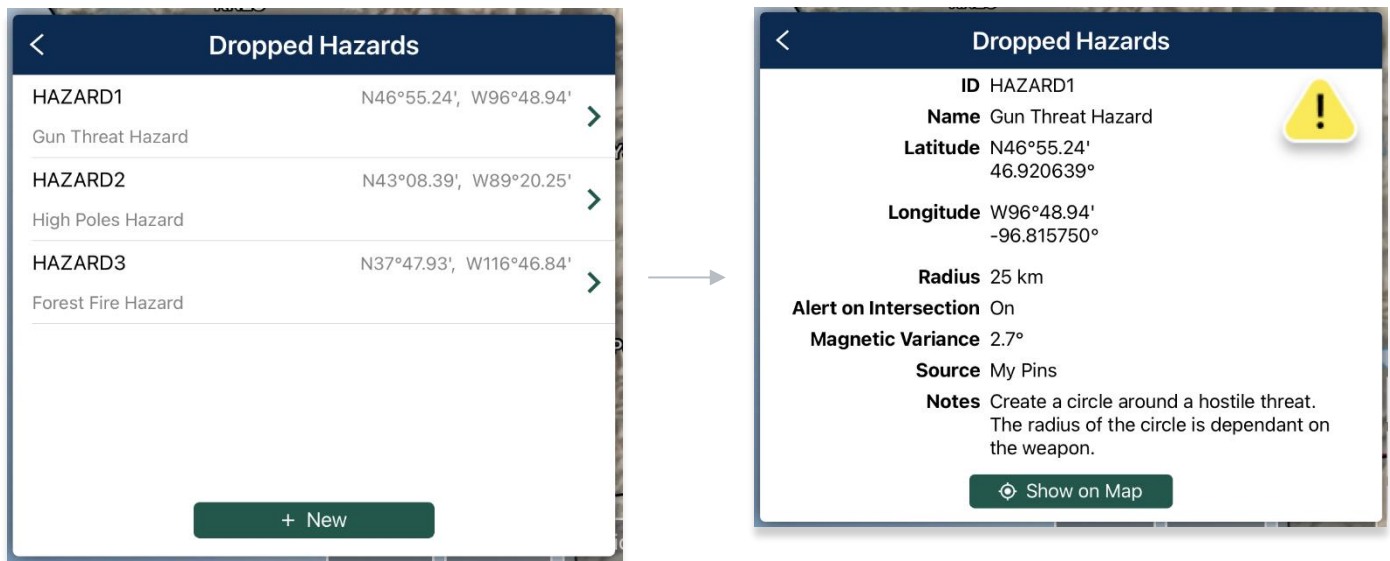 Dropped Hazards
HAZARD1 N46°55.24', W96°48.94'
Gun Threat Hazard
HAZARD2 N43°08.39', W89°20.25'
High Poles Hazard
HAZARD3 N37°47.93', W116°46.84'
Forest Fire Hazard
+ New
Dropped Hazards
ID HAZARD1
Name Gun Threat Hazard
Latitude N46°55.24'
46.920639°
Longitude W96°48.94'
-96.815750°
Radius 25 km
Alert on Intersection On
Magnetic Variance 2.7°
Source My Pins
Notes Create a circle around a hostile threat.
The radius of the circle is dependant on
the weapon.
Show on Map